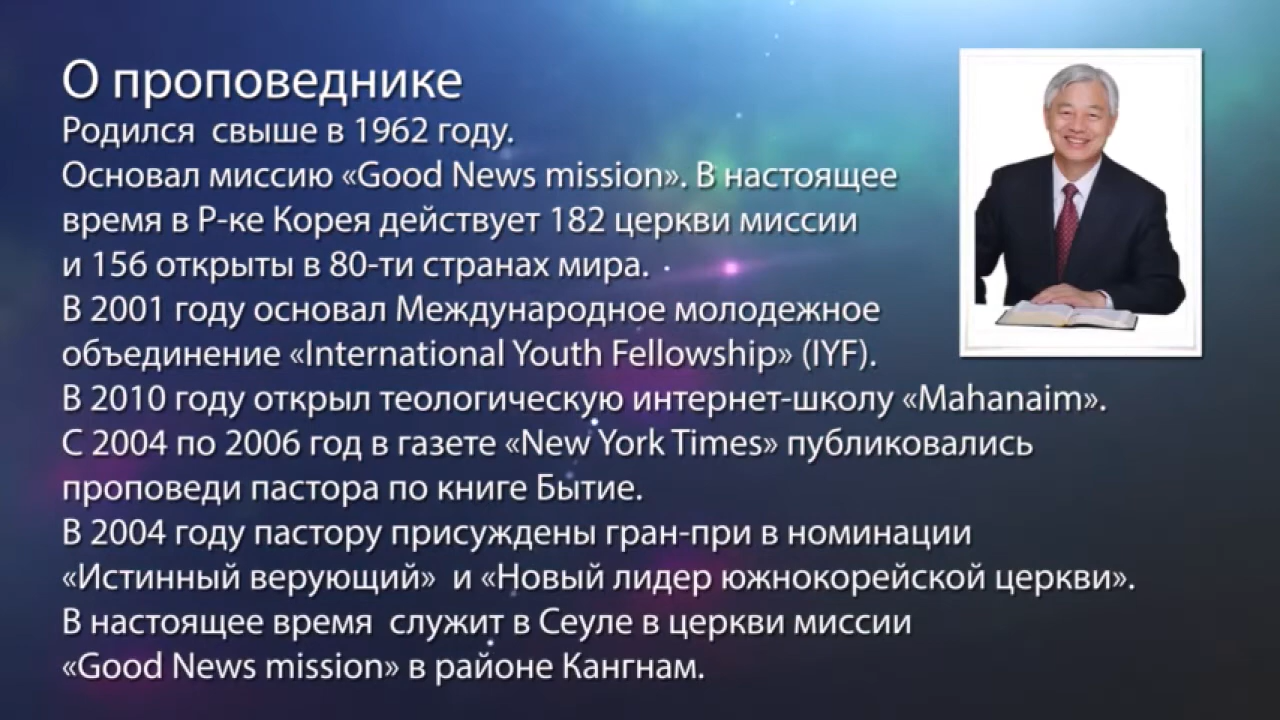 О проповеднике
Родился свыше в 1962 году.
Основал миссию «Good News mission». В настоящее
время в Р-ке Корея действует 182 церкви миссии
и 156 открыты в 80-ти странах мира.
В 2001 году основал Международное молодежное
объединение «International Youth Fellowship» (IYF).
В 2010 году открыл теологическую интернет-школу «Mahanaim».
С 2004 по 2006 год в газете «New York Times» публиковались
проповеди пастора по книге Бытие.
В 2004 году пастору присуждены гран-при в номинации
«Истинный верующий» и «Новый лидер южнокорейской церкви».
В настоящее время служит в Сеуле в церкви миссии
«Good News mission» в районе Кангнам.